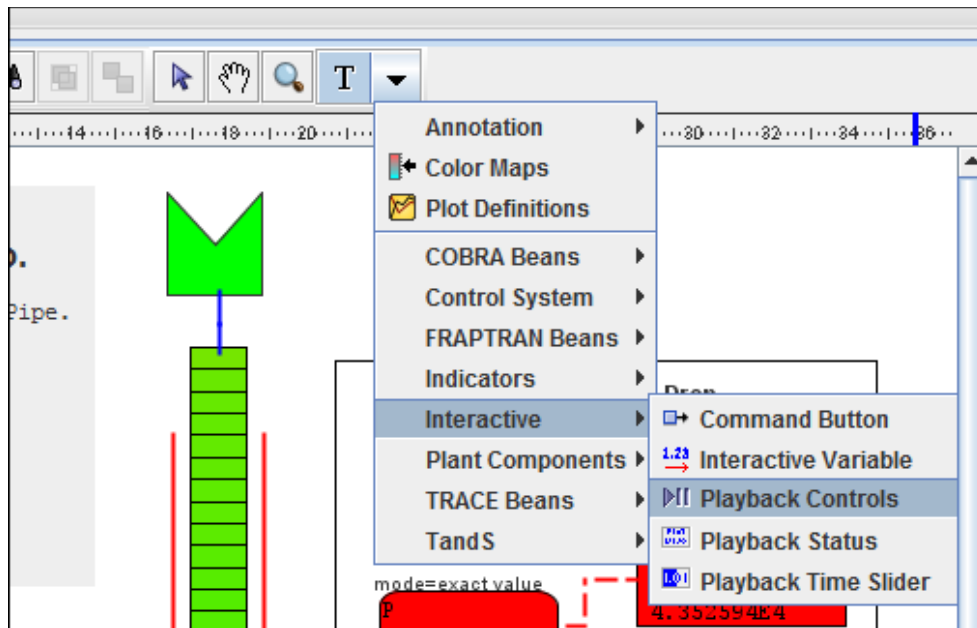 T
14 16 18 20 30 32 34 36
Annotation
Color Maps
Plot Definitions
COBRA Beans
Control System
FRAPTRAN Beans
Indicators
Interactive
Plant Components
TRACE Beans
TandS
Command Button
1.23 Interactive Variable
Playback Controls
Playback Status
Playback Time Slider
Pipe.
mode=exact value
P
4.352594E4